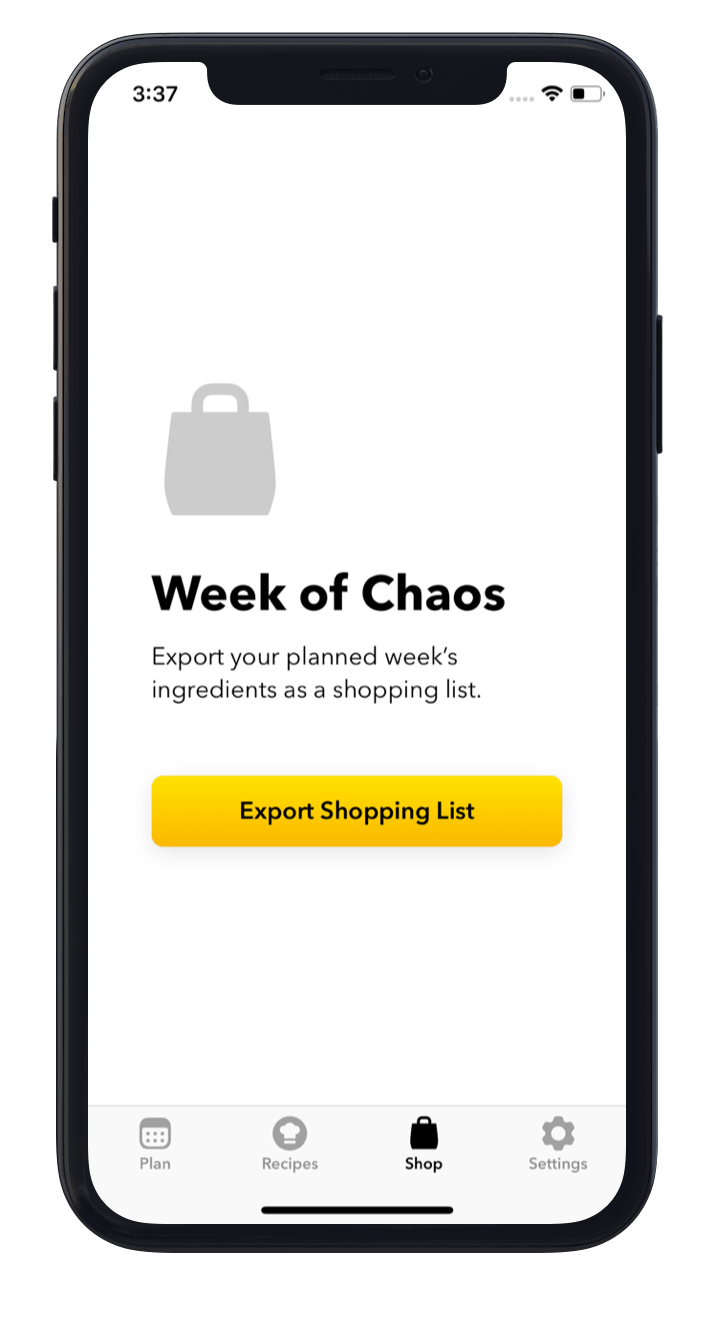 3:37
Week of Chaos
Export your planned week’s
ingredients as a shopping list.
Export Shopping List
Plan
Recipes
Shop
Settings